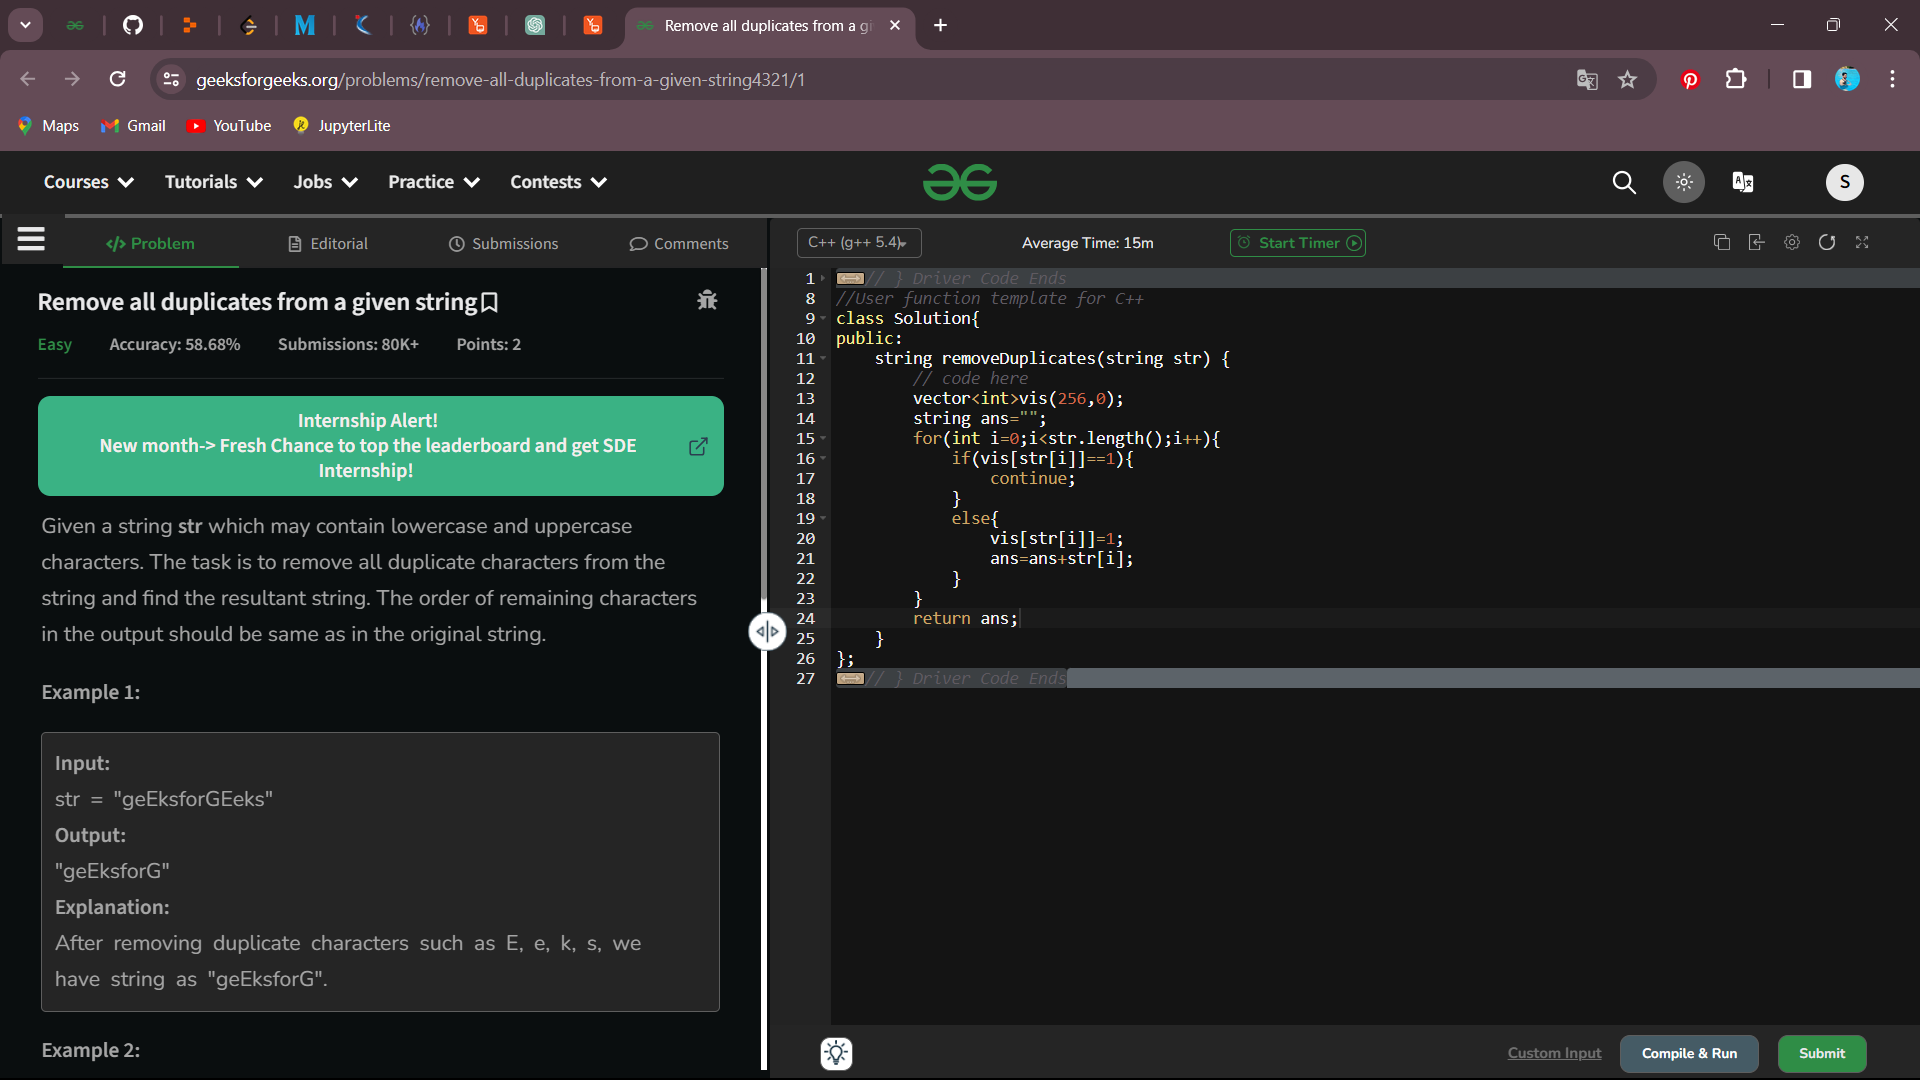 Remove all duplicates from a gi
geeksforgeeks.org/problems/remove-all-duplicates-from-a-given-string4321/1
Maps
Gmail
YouTube
JupyterLite
Courses
Tutorials
Jobs
Practice
Contests
S
</> Problem
Editorial
Submissions
Comments
C++ (g++ 5.4)
Average Time: 15m
Start Timer
Remove all duplicates from a given string
Easy
Accuracy: 58.68%
Submissions: 80K+
Points: 2
Internship Alert!
New month-> Fresh Chance to top the leaderboard and get SDE
Internship!
Given a string str which may contain lowercase and uppercase
characters. The task is to remove all duplicate characters from the
string and find the resultant string. The order of remaining characters
in the output should be same as in the original string.
Example 1:
Input:
str = "geEksforGEeks"
Output:
"geEksforG"
Explanation:
After removing duplicate characters such as E, e, k, s, we
have string as "geEksforG".
Example 2:
1 // } Driver Code Ends
8 //User function template for C++
9 class Solution{
10 public:
11 string removeDuplicates(string str) {
12 // code here
13 vector<int>vis(256,0);
14 string ans="";
15 for(int i=0;i<str.length();i++){
16 if(vis[str[i]]==1){
17 continue;
18 }
19 else{
20 vis[str[i]]=1;
21 ans=ans+str[i];
22 }
23 }
24 return ans;
25 }
26 };
27 // } Driver Code Ends
Custom Input
Compile & Run
Submit